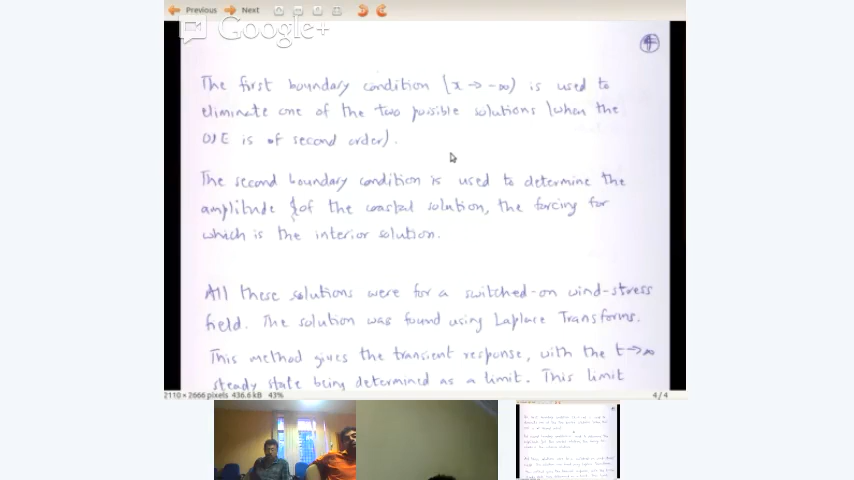 Previous Next
Google+
4
The first boundary condition (x → -∞) is used to
eliminate one of the two possible solutions (when the
ODE is of second order).
The second boundary condition is used to determine the
amplitude of the coastal solution, the forcing for
which is the interior solution.
All these solutions were for a switched-on wind-stress
field. The solution was found using Laplace Transforms.
This method gives the transient response, with the t→∞
steady state being determined as a limit. This limit
2110 × 2666 pixels 436.6 kB 43% 4 / 4